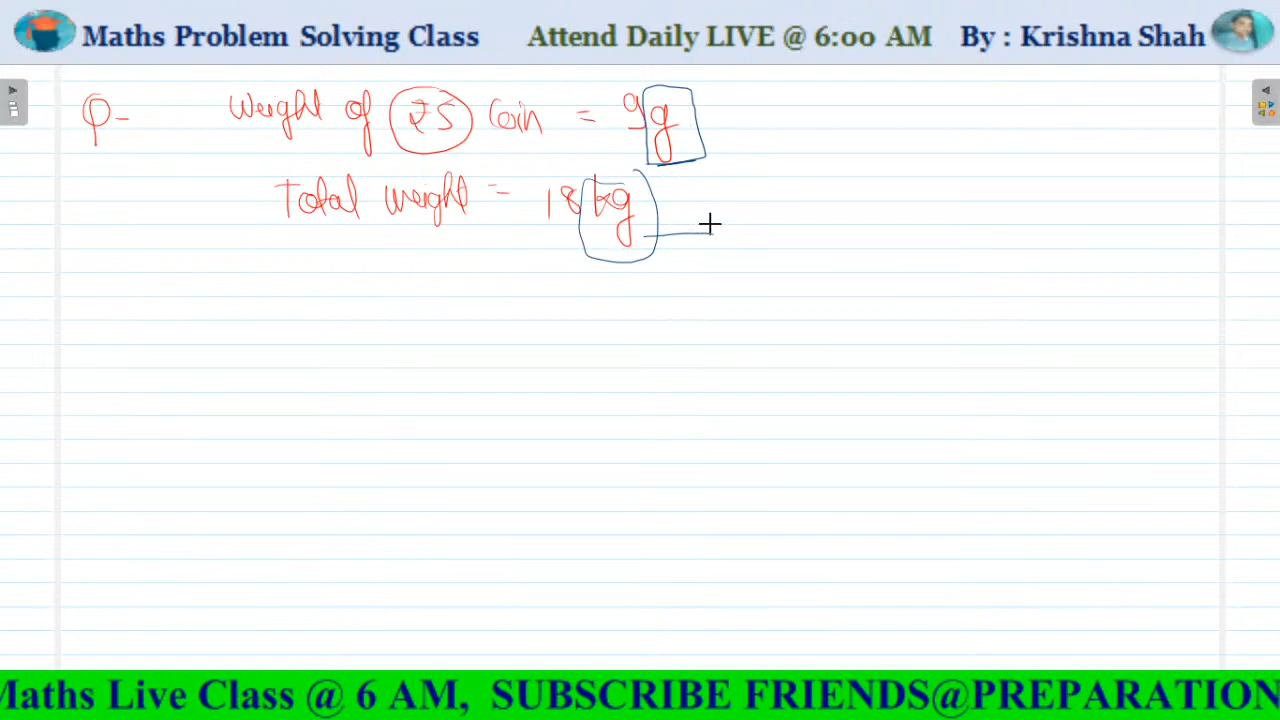 Maths Problem Solving Class Attend Daily LIVE @ 6:00 AM By : Krishna Shah
Q- Weight of ₹5 Coin = 9g
Total weight = 18kg
Maths Live Class @ 6 AM, SUBSCRIBE FRIENDS@PREPARATION